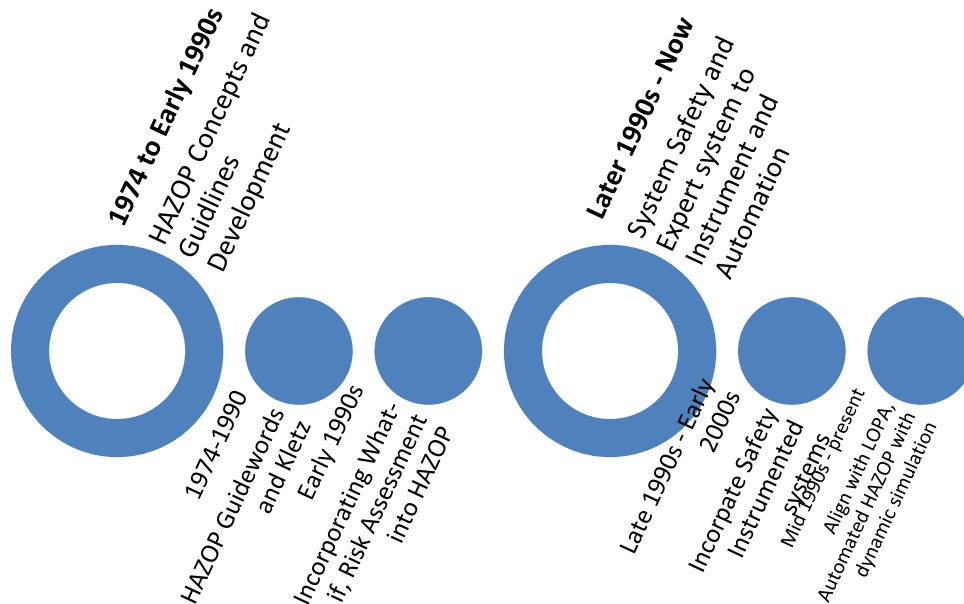 1974 to Early 1990s
HAZOP Concepts and
Guidlines
Development
1974-1990
HAZOP Guidewords
and Kletz
Early 1990s
Incorporating What-
if, Risk Assessment
into HAZOP
Later 1990s - Now
System Safety and
Expert system to
Instrument and
Automation
Late 1990s - Early
2000s
Incorpate Safety
Instrumented
systems
Mid 1990s - present
Align with LOPA,
Automated HAZOP with
dynamic simulation